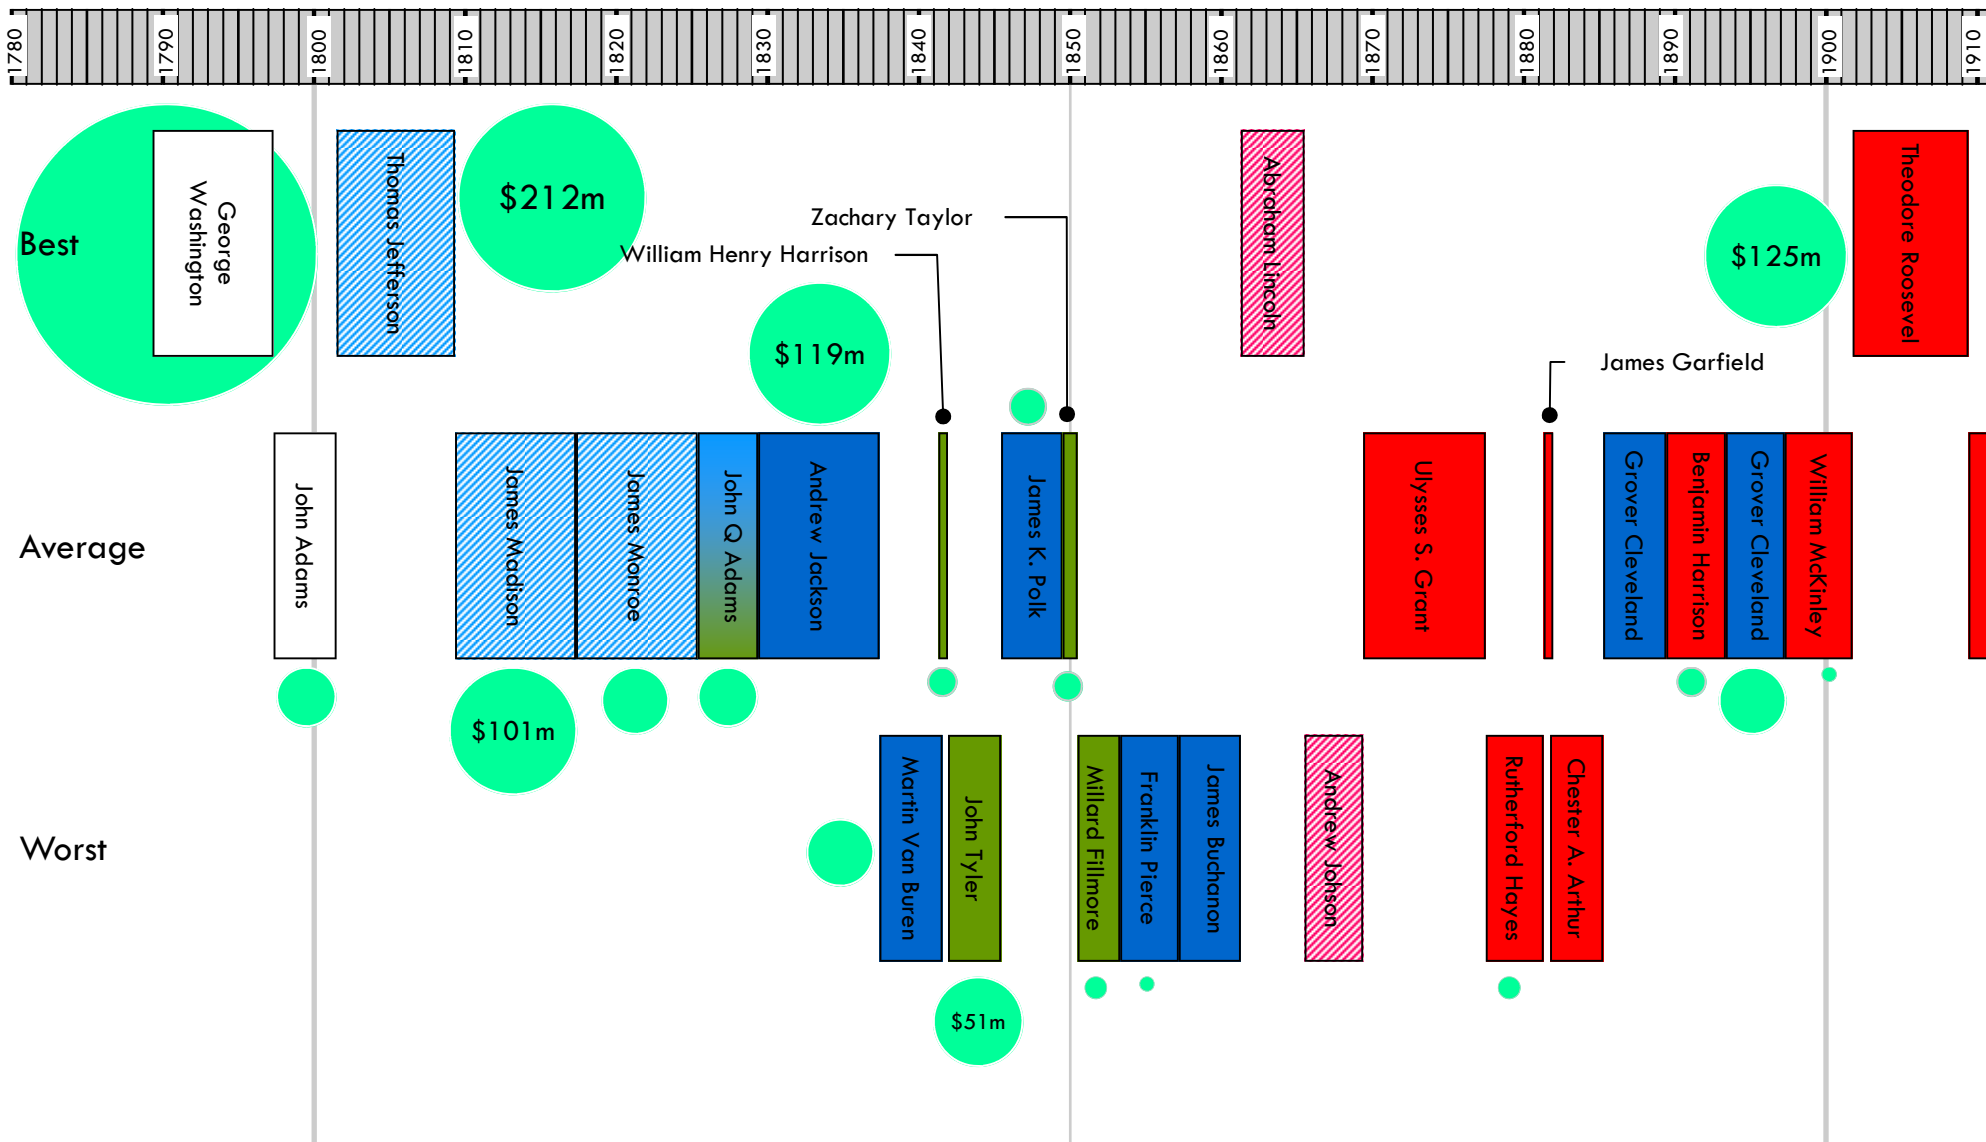 1780
1790
1800
1810
1820
1830
1840
1850
1860
1870
1880
1890
1900
1910
Best
George
Washington
Thomas Jefferson
$212m
Zachary Taylor
William Henry Harrison
$119m
Abraham Lincoln
$125m
Theodore Roosevel
James Garfield
Average
John Adams
James Madison
James Monroe
John Q Adams
Andrew Jackson
James K. Polk
Ulysses S. Grant
Grover Cleveland
Benjamin Harrison
Grover Cleveland
William McKinley
$101m
Worst
Martin Van Buren
John Tyler
Millard Fillmore
Franklin Pierce
James Buchanon
Andrew Johson
Rutherford Hayes
Chester A. Arthur
$51m